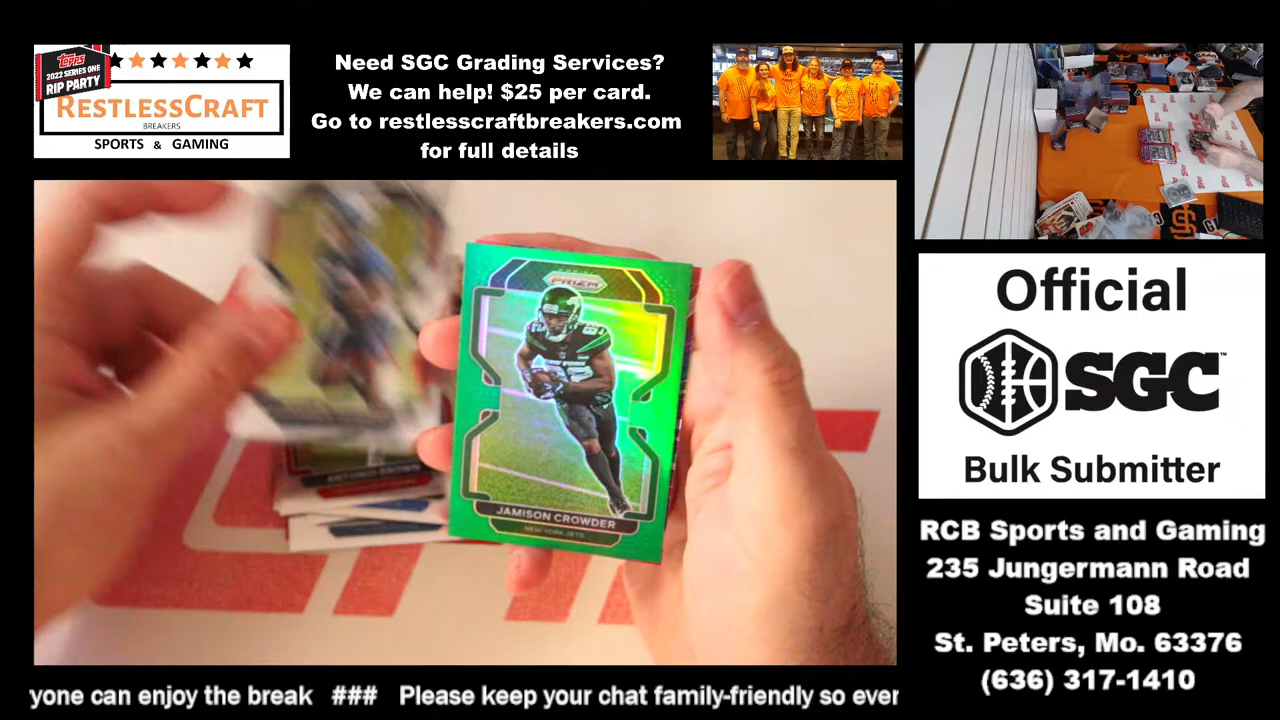 TOPPS
2022 SERIES ONE
RIP PARTY
RESTLESSCRAFT
BREAKERS
SPORTS & GAMING
Need SGC Grading Services?
We can help! $25 per card.
Go to restlesscraftbreakers.com
for full details
PRIZM
82
JAMISON CROWDER
NEW YORK JETS
Official
SGC
Bulk Submitter
RCB Sports and Gaming
235 Jungermann Road
Suite 108
St. Peters, Mo. 63376
(636) 317-1410
yone can enjoy the break ### Please keep your chat family-friendly so ever